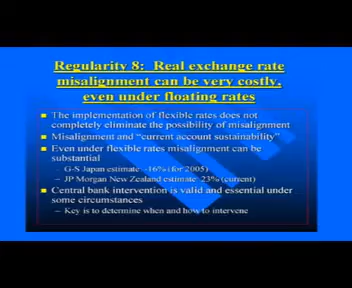 Regularity 8: Real exchange rate
misalignment can be very costly,
even under floating rates
The implementation of flexible rates does not
completely eliminate the possibility of misalignment
Misalignment and "current account sustainability"
Even under flexible rates misalignment can be
substantial
– G-S Japan estimate: -16% (for 2005)
– JP Morgan New Zealand estimate: 23% (current)
Central bank intervention is valid and essential under
some circumstances
– Key is to determine when and how to intervene